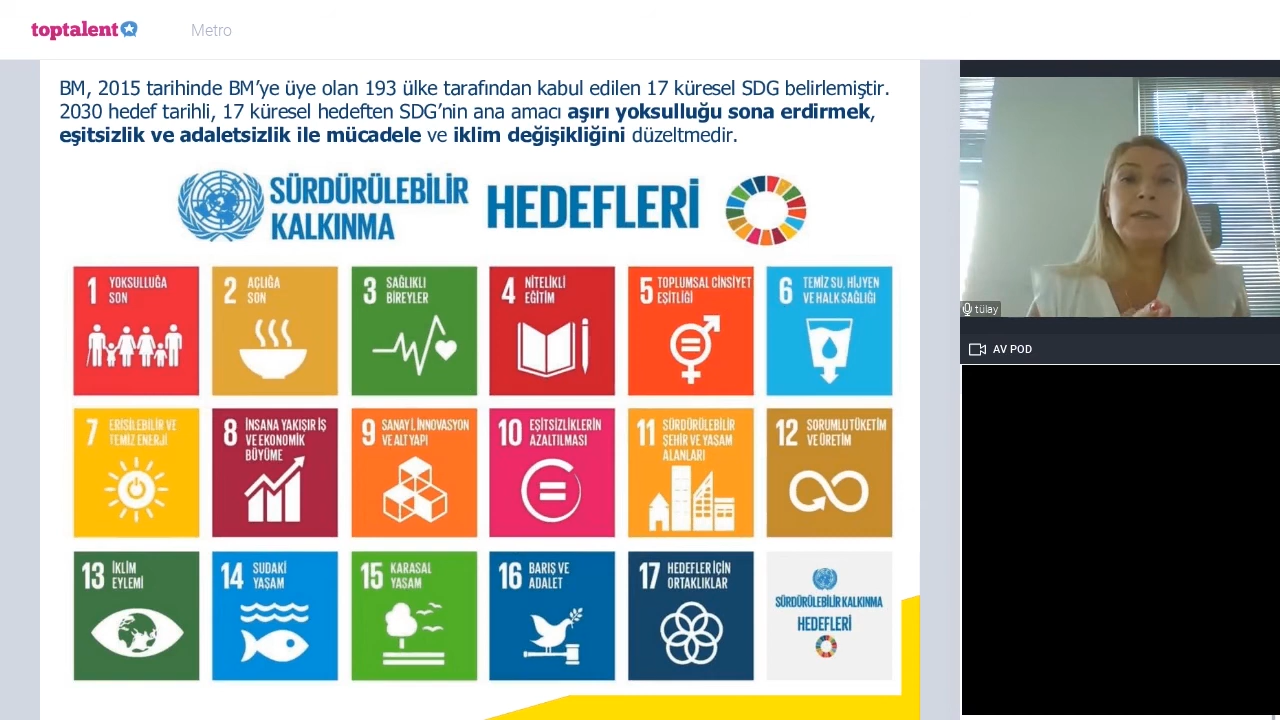 toptalent
Metro
BM, 2015 tarihinde BM’ye üye olan 193 ülke tarafından kabul edilen 17 küresel SDG belirlemiştir.
2030 hedef tarihli, 17 küresel hedeften SDG’nin ana amacı aşırı yoksulluğu sona erdirmek,
eşitsizlik ve adaletsizlik ile mücadele ve iklim değişikliğini düzeltmedir.
SÜRDÜRÜLEBİLİR
KALKINMA
HEDEFLERİ
1 YOKSULLUĞA
SON
2 AÇLIĞA
SON
3 SAĞLIKLI
BİREYLER
4 NİTELİKLİ
EĞİTİM
5 TOPLUMSAL CİNSİYET
EŞİTLİĞİ
6 TEMİZ SU, HİJYEN
VE HALK SAĞLIĞI
7 ERİŞİLEBİLİR VE
TEMİZ ENERJİ
8 İNSANA YAKIŞIR İŞ
VE EKONOMİK
BÜYÜME
9 SANAYİ, İNNOVASYON
VE ALT YAPI
10 EŞİTSİZLİKLERİN
AZALTILMASI
11 SÜRDÜRÜLEBİLİR
ŞEHİR VE YAŞAM
ALANLARI
12 SORUMLU TÜKETİM
VE ÜRETİM
13 İKLİM
EYLEMİ
14 SUDAKİ
YAŞAM
15 KARASAL
YAŞAM
16 BARIŞ VE
ADALET
17 HEDEFLER İÇİN
ORTAKLIKLAR
SÜRDÜRÜLEBİLİR KALKINMA
HEDEFLERİ
tülay
AV POD